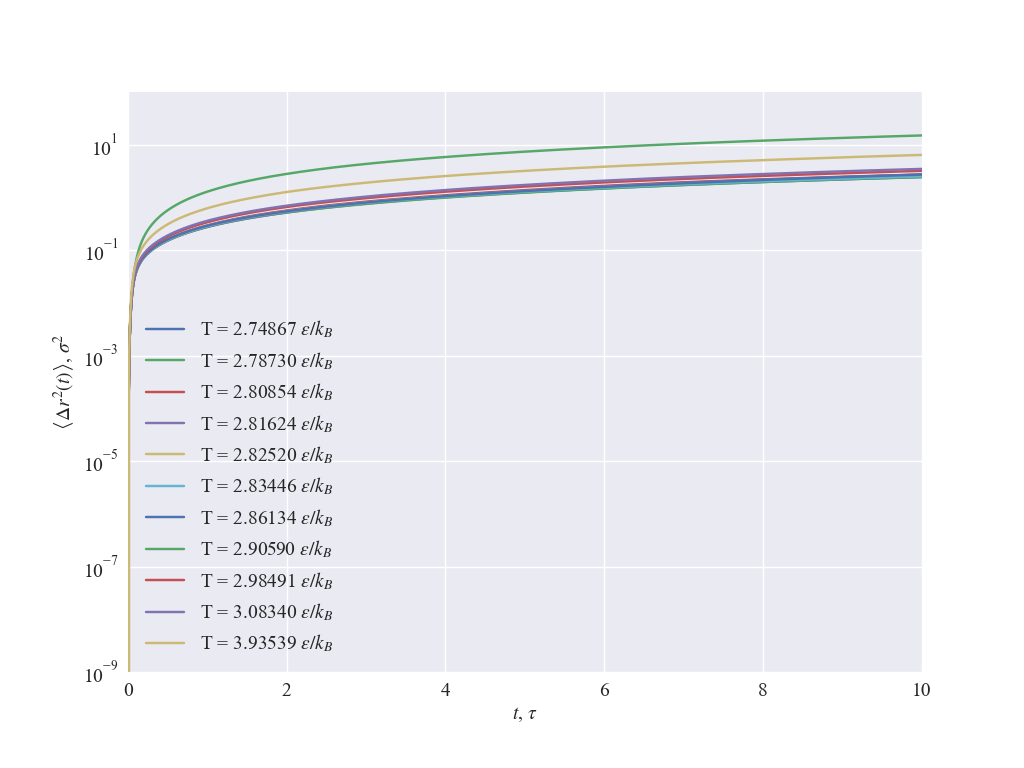 10¹
10⁻¹
10⁻³
10⁻⁵
10⁻⁷
10⁻⁹
⟨Δr²(t)⟩, σ²
T = 2.74867 ε/k_B
T = 2.78730 ε/k_B
T = 2.80854 ε/k_B
T = 2.81624 ε/k_B
T = 2.82520 ε/k_B
T = 2.83446 ε/k_B
T = 2.86134 ε/k_B
T = 2.90590 ε/k_B
T = 2.98491 ε/k_B
T = 3.08340 ε/k_B
T = 3.93539 ε/k_B
0 2 4 6 8 10
t, τ